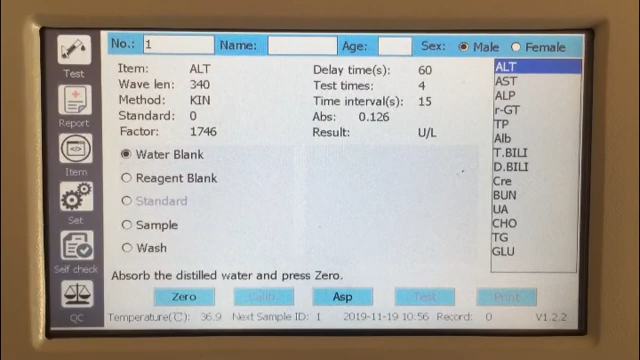 No.: 1 Name: Age: Sex: Male Female
Test
Report
Item
Set
Self check
QC
Item: ALT
Wave len: 340
Method: KIN
Standard: 0
Factor: 1746
Delay time(s): 60
Test times: 4
Time interval(s): 15
Abs: 0.126
Result: U/L
Water Blank
Reagent Blank
Standard
Sample
Wash
ALT
AST
ALP
r-GT
TP
Alb
T.BILI
D.BILI
Cre
BUN
UA
CHO
TG
GLU
Absorb the distilled water and press Zero.
Zero Calib Asp Test Print
Temperature(℃): 36.9 Next Sample ID: 1 2019-11-19 10:56 Record: 0 V1.2.2